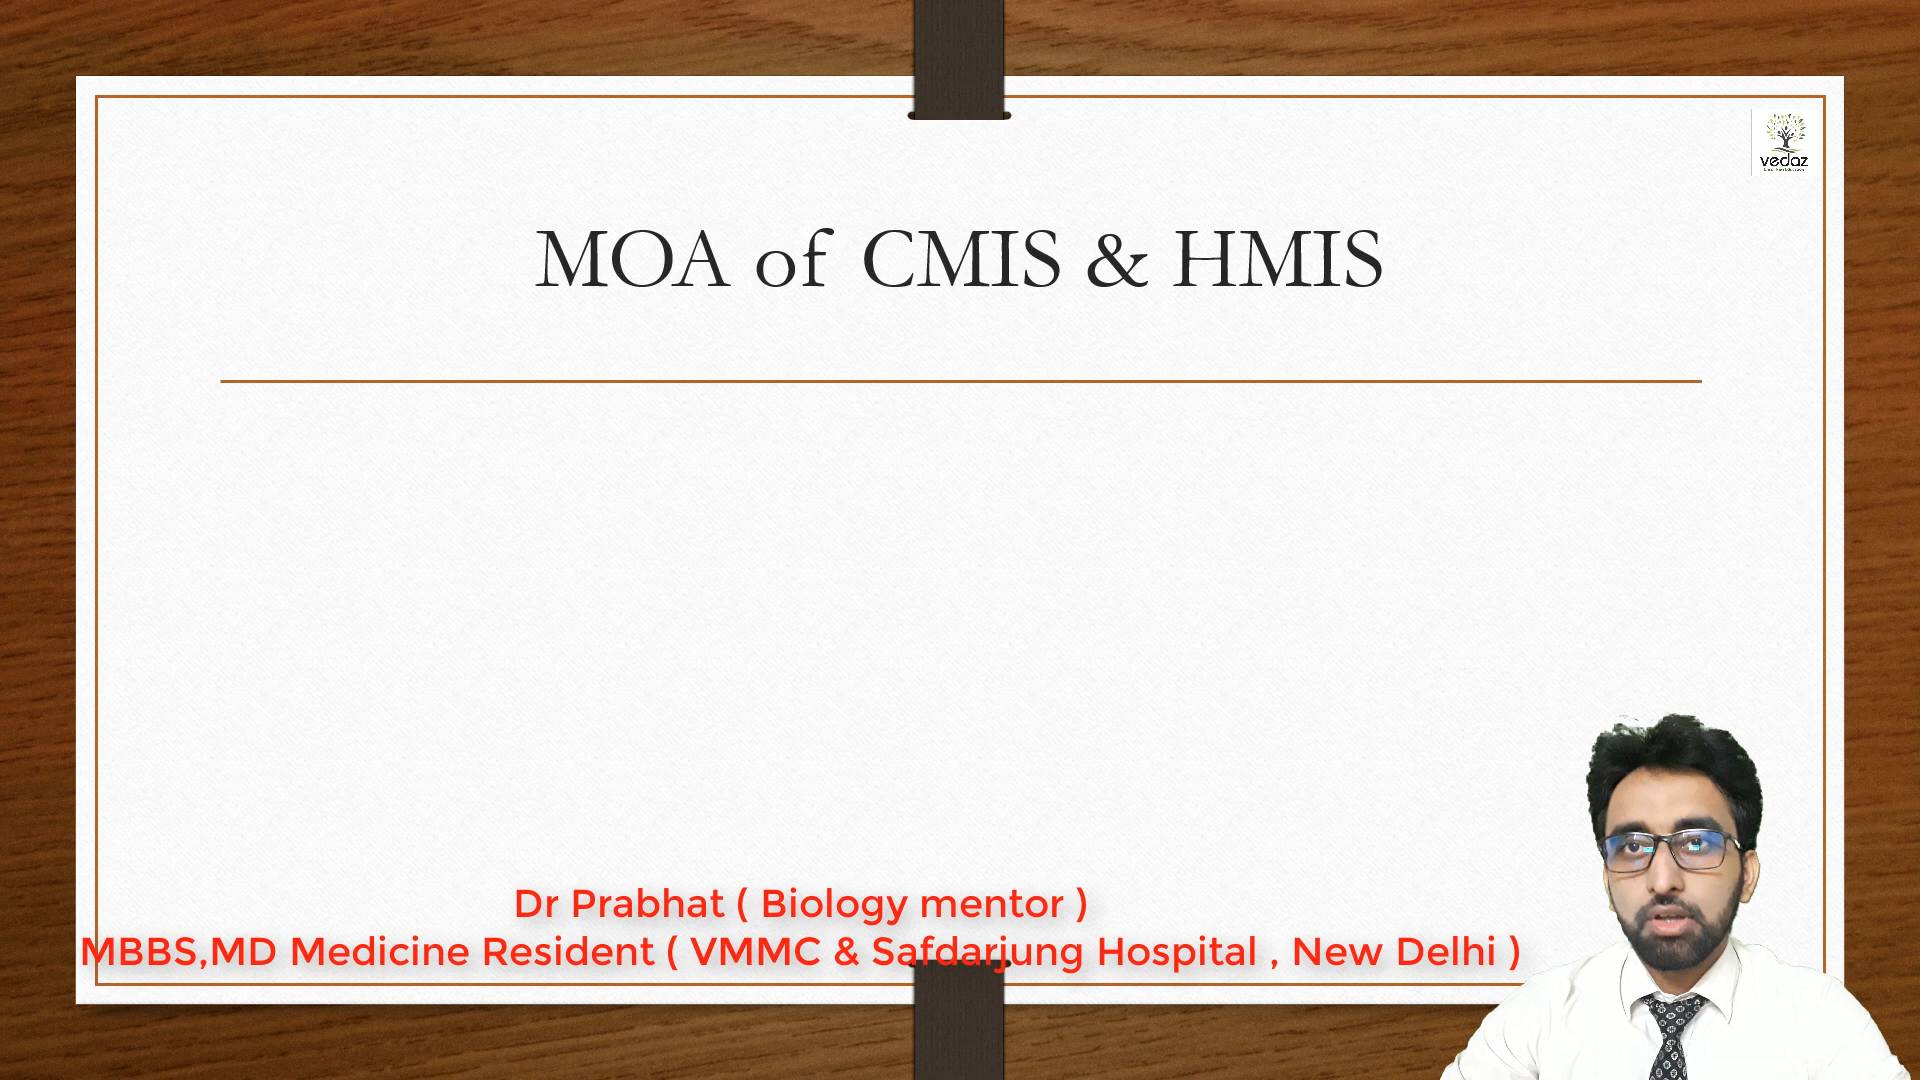 vedaz
MOA of CMIS & HMIS
Dr Prabhat ( Biology mentor )
MBBS,MD Medicine Resident ( VMMC & Safdarjung Hospital , New Delhi )